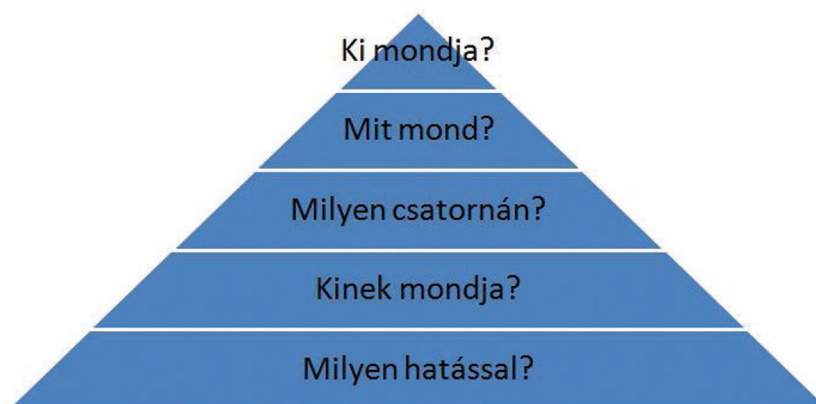 Ki mondja?
Mit mond?
Milyen csatornán?
Kinek mondja?
Milyen hatással?